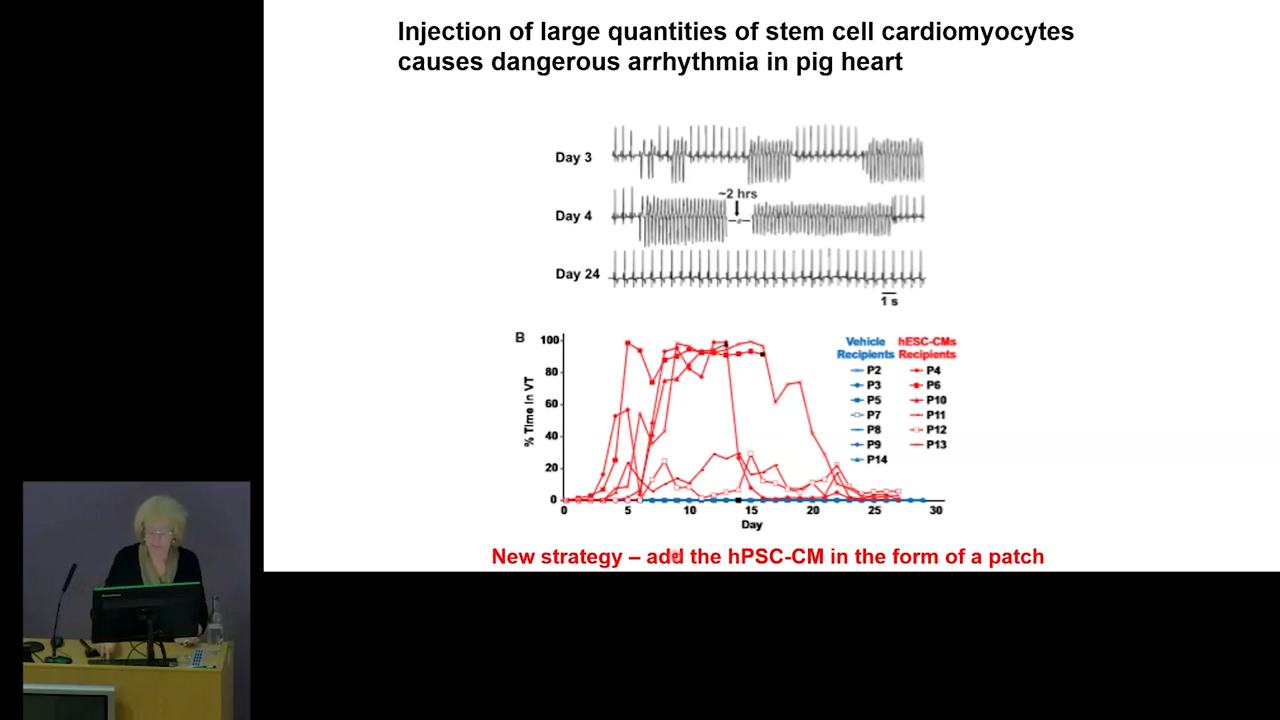 Injection of large quantities of stem cell cardiomyocytes
causes dangerous arrhythmia in pig heart
Day 3
~2 hrs
Day 4
Day 24
1 s
B
Vehicle hESC-CMs
Recipients Recipients
P2 P4
P3 P6
P5 P10
P7 P11
P8 P12
P9 P13
P14
% Time in VT
100
80
60
40
20
0
0 5 10 15 20 25 30
Day
New strategy – add the hPSC-CM in the form of a patch